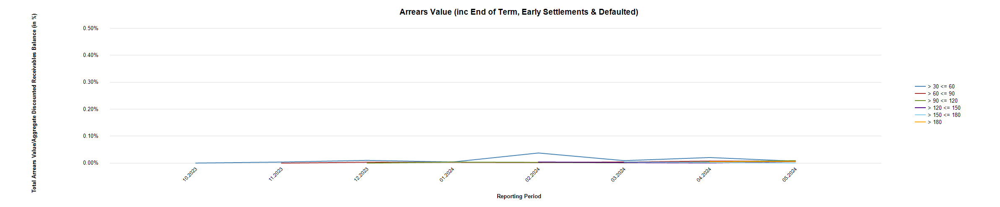 Arrears Value (inc End of Term, Early Settlements & Defaulted)
Total Arrears Value/Aggregate Discounted Receivables Balance (in %)
0.50%
0.40%
0.30%
0.20%
0.10%
0.00%
10.2023
11.2023
12.2023
01.2024
02.2024
03.2024
04.2024
05.2024
Reporting Period
> 30 <= 60
> 60 <= 90
> 90 <= 120
> 120 <= 150
> 150 <= 180
> 180